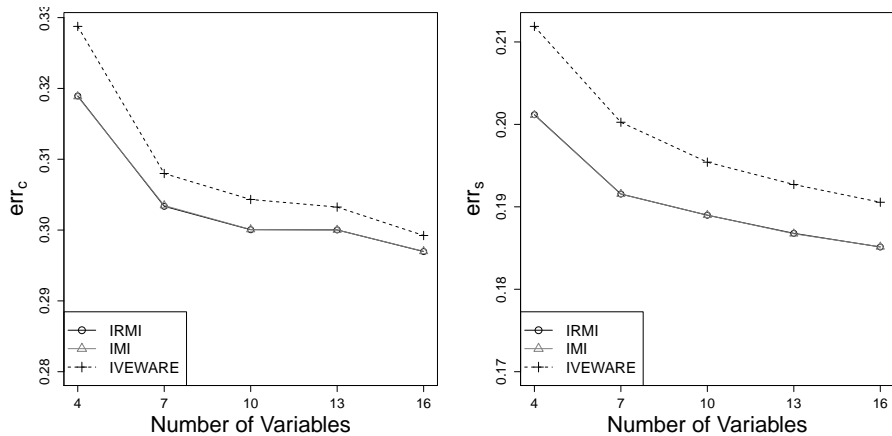 0.33
0.32
0.31
0.30
0.29
0.28
err_c
IRMI
IMI
IVEWARE
4 7 10 13 16
Number of Variables
0.21
0.20
0.19
0.18
0.17
err_s
IRMI
IMI
IVEWARE
4 7 10 13 16
Number of Variables